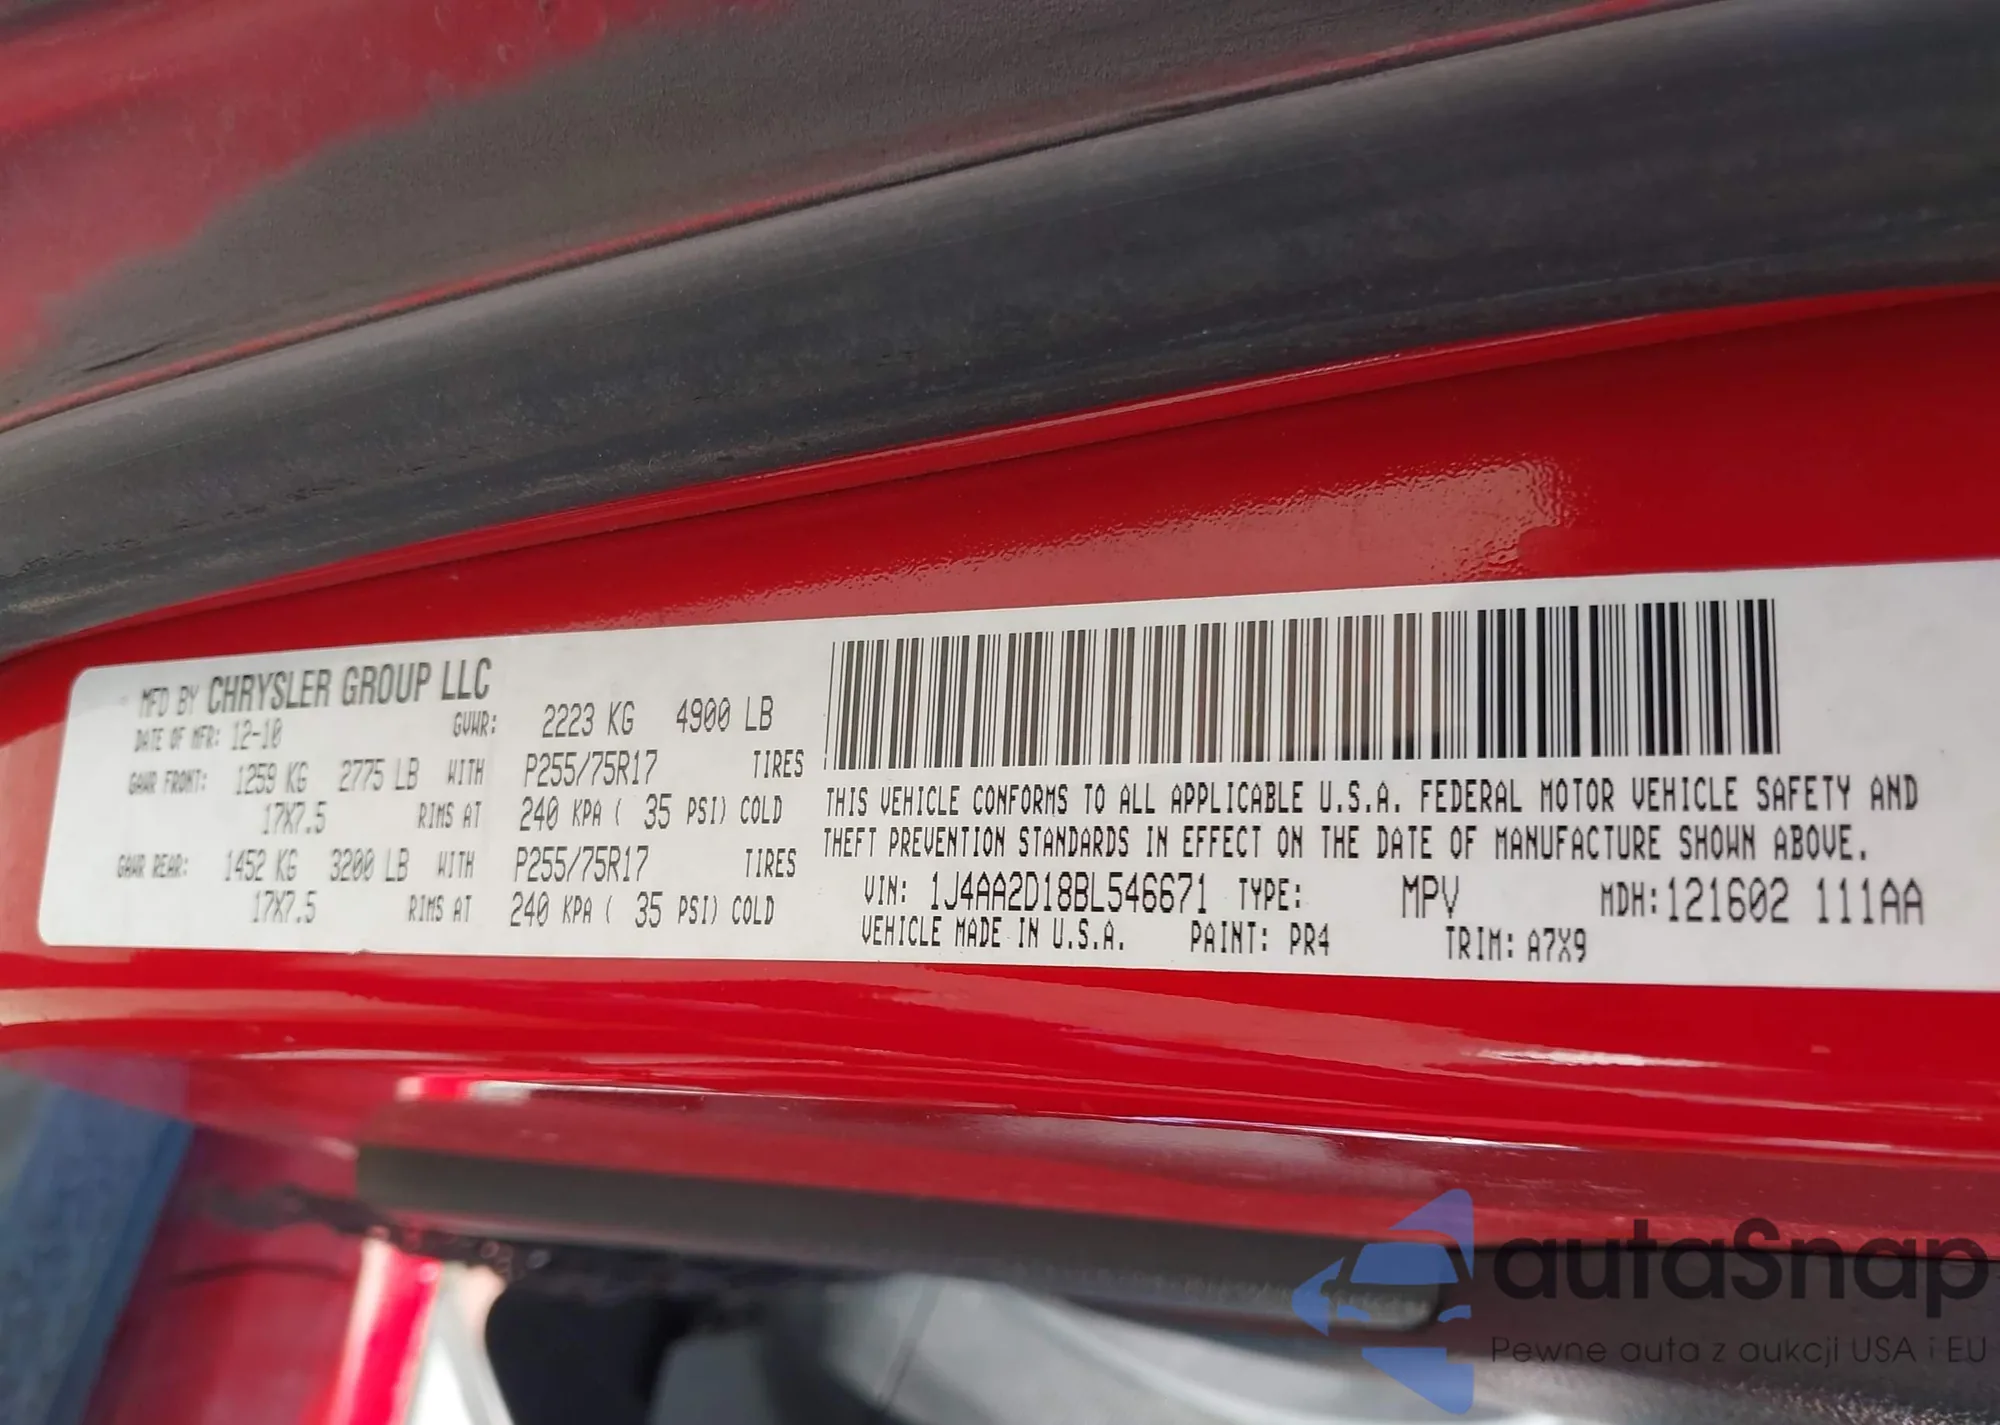 MFD BY CHRYSLER GROUP LLC
DATE OF MFR: 12-10 GVWR: 2223 KG 4900 LB
GAWR FRONT: 1259 KG 2775 LB WITH P255/75R17 TIRES
17X7.5 RIMS AT 240 KPA ( 35 PSI) COLD
GAWR REAR: 1452 KG 3200 LB WITH P255/75R17 TIRES
17X7.5 RIMS AT 240 KPA ( 35 PSI) COLD
THIS VEHICLE CONFORMS TO ALL APPLICABLE U.S.A. FEDERAL MOTOR VEHICLE SAFETY AND
THEFT PREVENTION STANDARDS IN EFFECT ON THE DATE OF MANUFACTURE SHOWN ABOVE.
VIN: 1J4AA2D18BL546671 TYPE: MPV MDH: 121602 111AA
VEHICLE MADE IN U.S.A. PAINT: PR4 TRIM: A7X9
autaSnap
Pewne auta z aukcji USA i EU